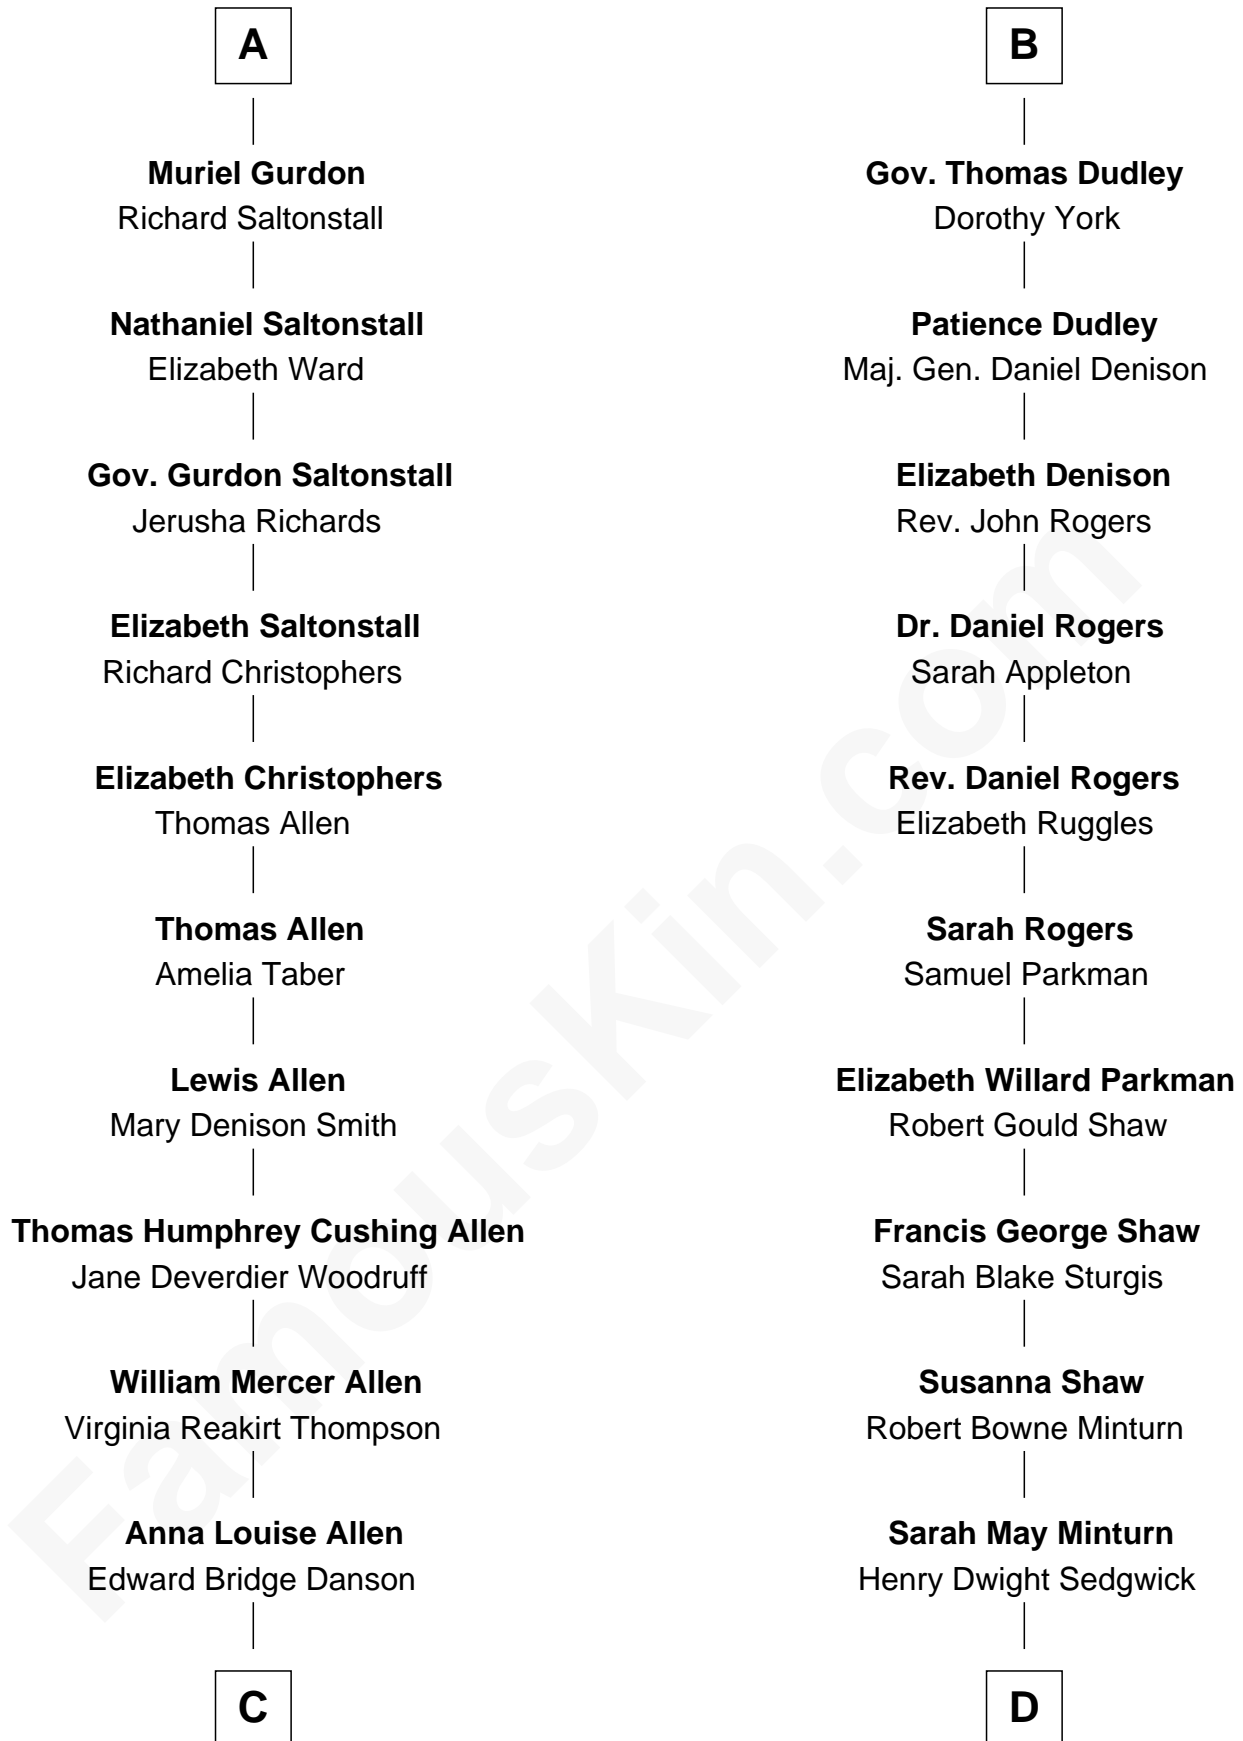 A
Muriel Gurdon
Richard Saltonstall
Nathaniel Saltonstall
Elizabeth Ward
Gov. Gurdon Saltonstall
Jerusha Richards
Elizabeth Saltonstall
Richard Christophers
Elizabeth Christophers
Thomas Allen
Thomas Allen
Amelia Taber
Lewis Allen
Mary Denison Smith
Thomas Humphrey Cushing Allen
Jane Deverdier Woodruff
William Mercer Allen
Virginia Reakirt Thompson
Anna Louise Allen
Edward Bridge Danson
C
B
Gov. Thomas Dudley
Dorothy York
Patience Dudley
Maj. Gen. Daniel Denison
Elizabeth Denison
Rev. John Rogers
Dr. Daniel Rogers
Sarah Appleton
Rev. Daniel Rogers
Elizabeth Ruggles
Sarah Rogers
Samuel Parkman
Elizabeth Willard Parkman
Robert Gould Shaw
Francis George Shaw
Sarah Blake Sturgis
Susanna Shaw
Robert Bowne Minturn
Sarah May Minturn
Henry Dwight Sedgwick
D
FamousKin.com